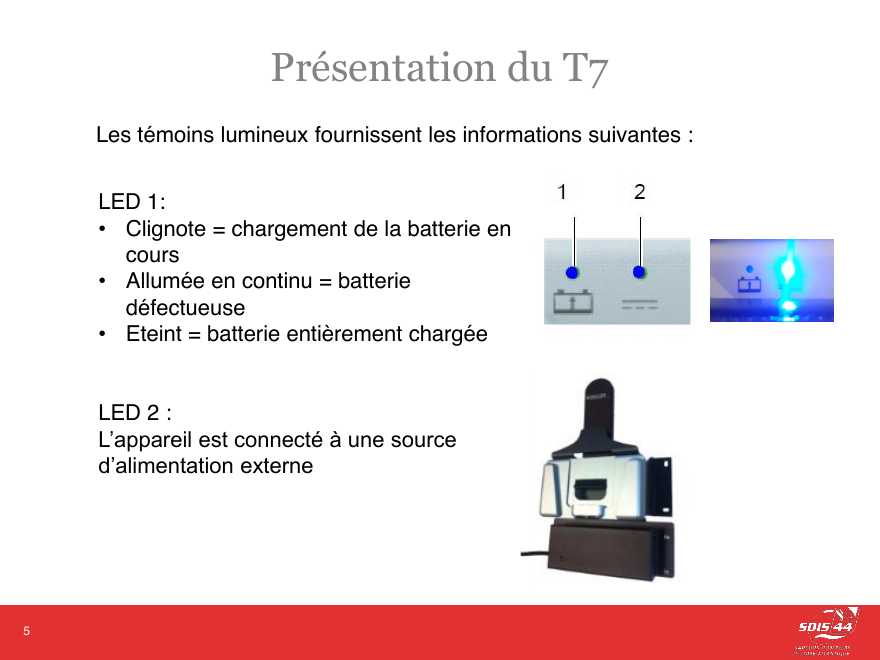 Présentation du T7
Les témoins lumineux fournissent les informations suivantes :
LED 1:
• Clignote = chargement de la batterie en
cours
• Allumée en continu = batterie
défectueuse
• Eteint = batterie entièrement chargée
1 2
LED 2 :
L’appareil est connecté à une source
d’alimentation externe
5
SDIS 44